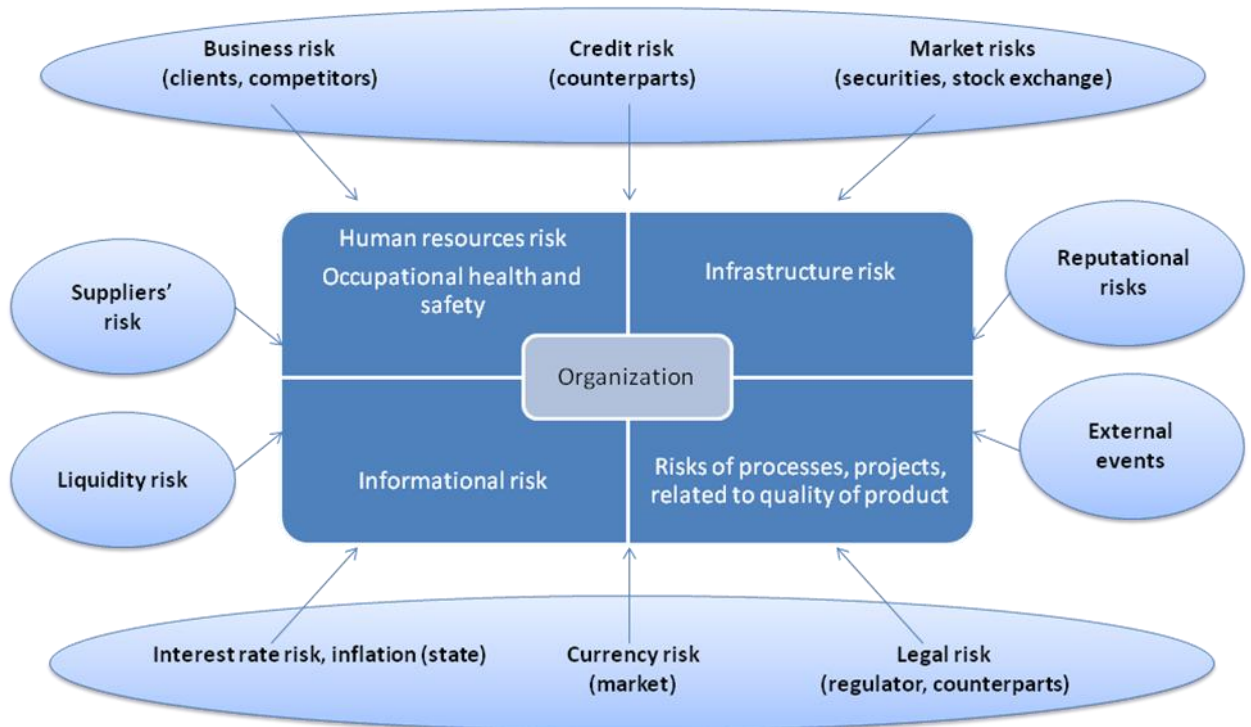 Business risk
(clients, competitors)
Credit risk
(counterparts)
Market risks
(securities, stock exchange)
Human resources risk
Occupational health and
safety
Infrastructure risk
Suppliers’
risk
Reputational
risks
Organization
Liquidity risk
Informational risk
Risks of processes, projects,
related to quality of product
External
events
Interest rate risk, inflation (state)
Currency risk
(market)
Legal risk
(regulator, counterparts)